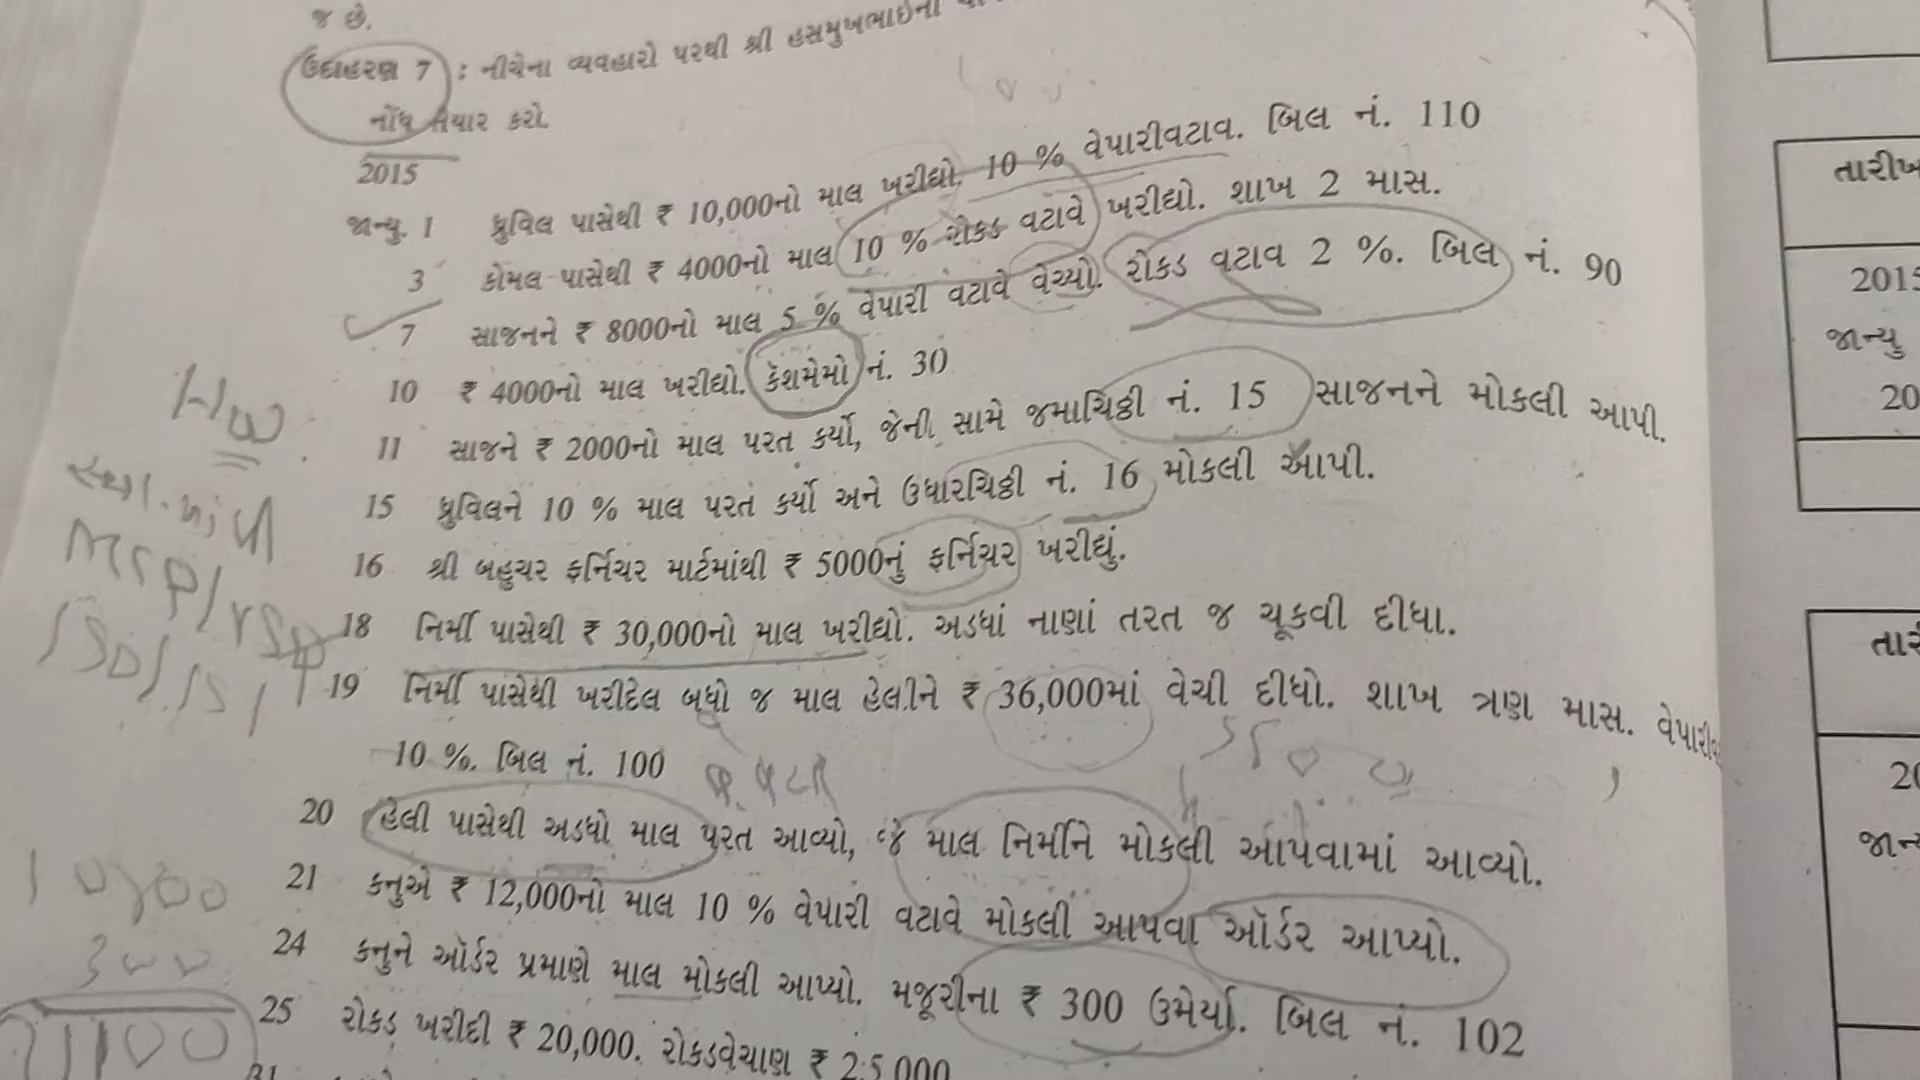 જ છે.
ઉદાહરણ 7 : નીચેના વ્યવહારો પરથી શ્રી હસમુખભાઈના
નોંધ તૈયાર કરો.
2015
જાન્યુ. 1 ધ્રુવિલ પાસેથી ₹ 10,000નો માલ ખરીદ્યો. 10 % વેપારીવટાવ. બિલ નં. 110
3 કોમલ પાસેથી ₹ 4000નો માલ 10 % રોકડ વટાવે ખરીદ્યો. શાખ 2 માસ.
7 સાજનને ₹ 8000નો માલ 5 % વેપારી વટાવે વેચ્યો. રોકડ વટાવ 2 %. બિલ નં. 90
10 ₹ 4000નો માલ ખરીદ્યો. કૅશમેમો નં. 30
11 સાજને ₹ 2000નો માલ પરત કર્યો, જેની સામે જમાચિઠ્ઠી નં. 15 સાજનને મોકલી આપી.
15 ધ્રુવિલને 10 % માલ પરત કર્યો અને ઉધારચિઠ્ઠી નં. 16 મોકલી આપી.
16 શ્રી બહુચર ફર્નિચર માર્ટમાંથી ₹ 5000નું ફર્નિચર ખરીદ્યું.
18 નિર્મી પાસેથી ₹ 30,000નો માલ ખરીદ્યો. અડધાં નાણાં તરત જ ચૂકવી દીધા.
19 નિર્મી પાસેથી ખરીદેલ બધો જ માલ હેલીને ₹ 36,000માં વેચી દીધો. શાખ ત્રણ માસ.
10 %. બિલ નં. 100
20 હેલી પાસેથી અડધો માલ પરત આવ્યો, જે માલ નિર્મીને મોકલી આપવામાં આવ્યો.
21 કનુએ ₹ 12,000નો માલ 10 % વેપારી વટાવે મોકલી આપવા ઑર્ડર આપ્યો.
24 કનુને ઑર્ડર પ્રમાણે માલ મોકલી આપ્યો. મજૂરીના ₹ 300 ઉમેર્યા. બિલ નં. 102
25 રોકડ ખરીદી ₹ 20,000. રોકડવેચાણ ₹ 25,000
HW
10800
300
11100
2015
જાન્યુ
20